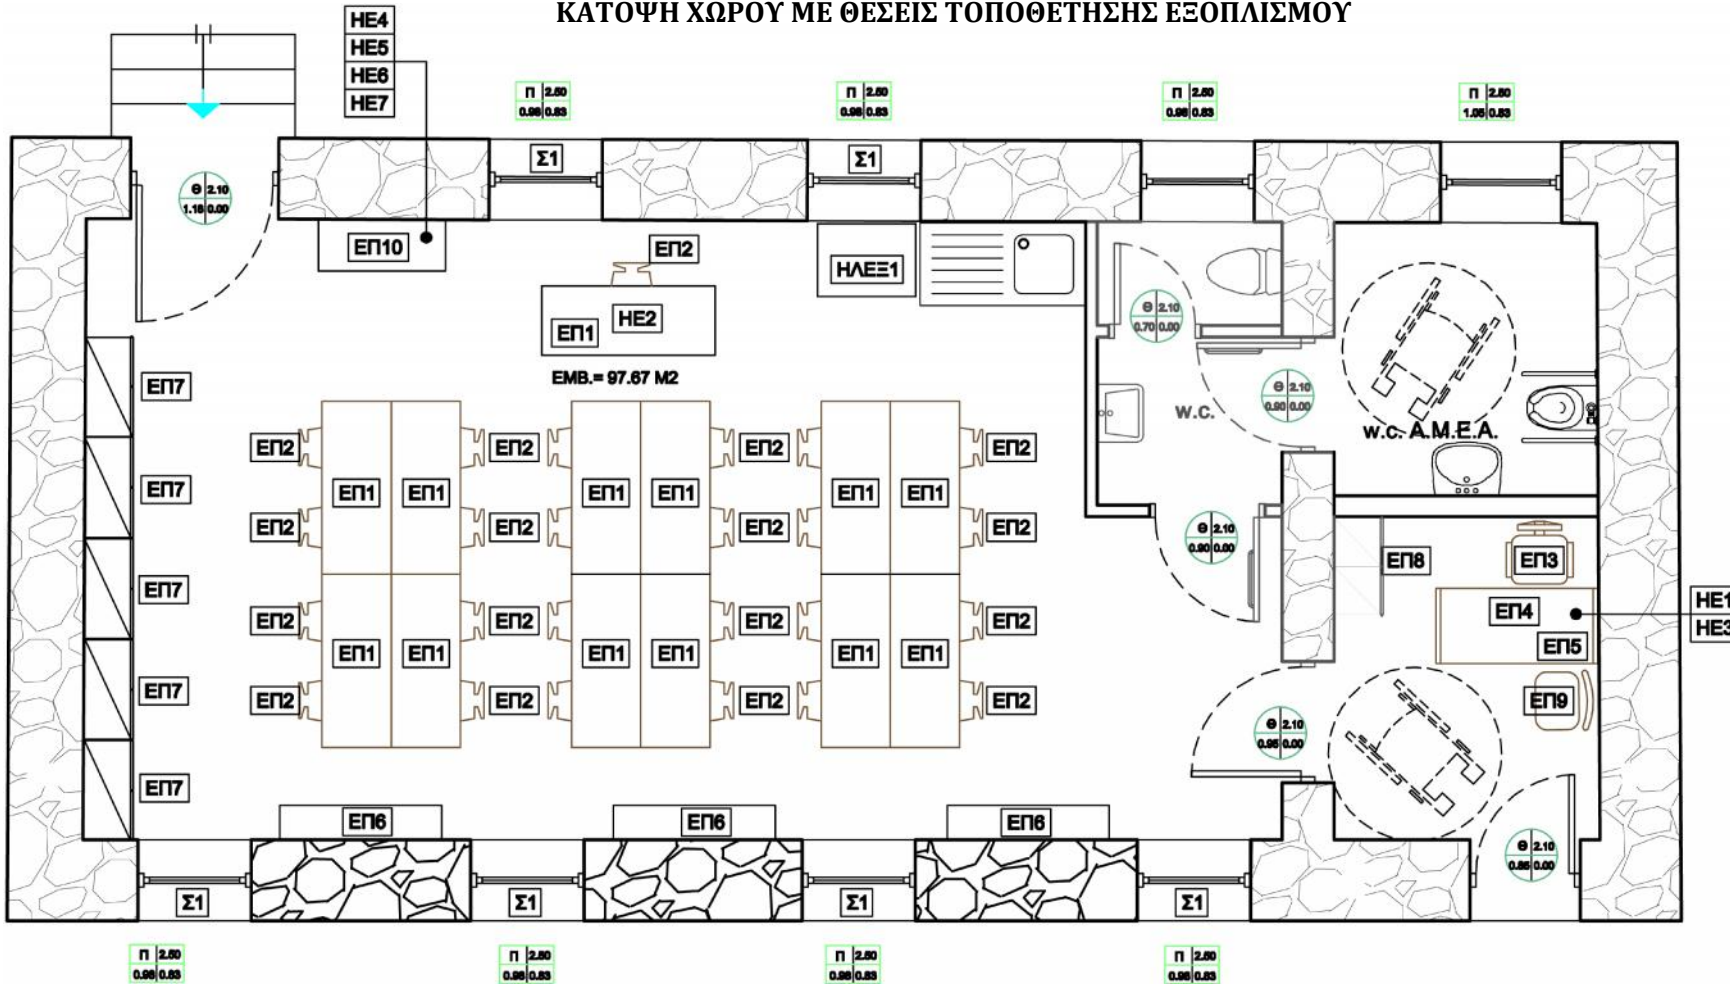 ΚΑΤΟΨΗ ΧΩΡΟΥ ΜΕ ΘΕΣΕΙΣ ΤΟΠΟΘΕΤΗΣΗΣ ΕΞΟΠΛΙΣΜΟΥ
ΗΕ4
ΗΕ5
ΗΕ6
ΗΕ7
Π 2.50
0.98 0.83
Π 2.50
0.98 0.83
Π 2.50
0.98 0.83
Π 2.50
1.05 0.83
Σ1
Σ1
Θ 2.10
1.18 0.00
ΕΠ10
ΕΠ2
ΗΛΕΞ1
ΗΕ2
ΕΠ1
ΕΜΒ.= 97.67 Μ2
Θ 2.10
0.70 0.00
Θ 2.10
0.90 0.00
W.C.
W.C. Α.Μ.Ε.Α.
ΕΠ7
ΕΠ2 ΕΠ2 ΕΠ2 ΕΠ2
ΕΠ7
ΕΠ1 ΕΠ1 ΕΠ1 ΕΠ1 ΕΠ1 ΕΠ1
ΕΠ2 ΕΠ2 ΕΠ2 ΕΠ2
Θ 2.10
0.90 0.00
ΕΠ8
ΕΠ3
ΕΠ7
ΕΠ4
ΗΕ1
ΗΕ3
ΕΠ2 ΕΠ2 ΕΠ2 ΕΠ2
ΕΠ5
ΕΠ1 ΕΠ1 ΕΠ1 ΕΠ1 ΕΠ1 ΕΠ1
ΕΠ7
ΕΠ2 ΕΠ2 ΕΠ2 ΕΠ2
ΕΠ9
Θ 2.10
0.95 0.00
ΕΠ7
ΕΠ6 ΕΠ6 ΕΠ6
Θ 2.10
0.85 0.00
Σ1 Σ1 Σ1 Σ1
Π 2.50
0.98 0.83
Π 2.50
0.98 0.83
Π 2.50
0.98 0.83
Π 2.50
0.98 0.83